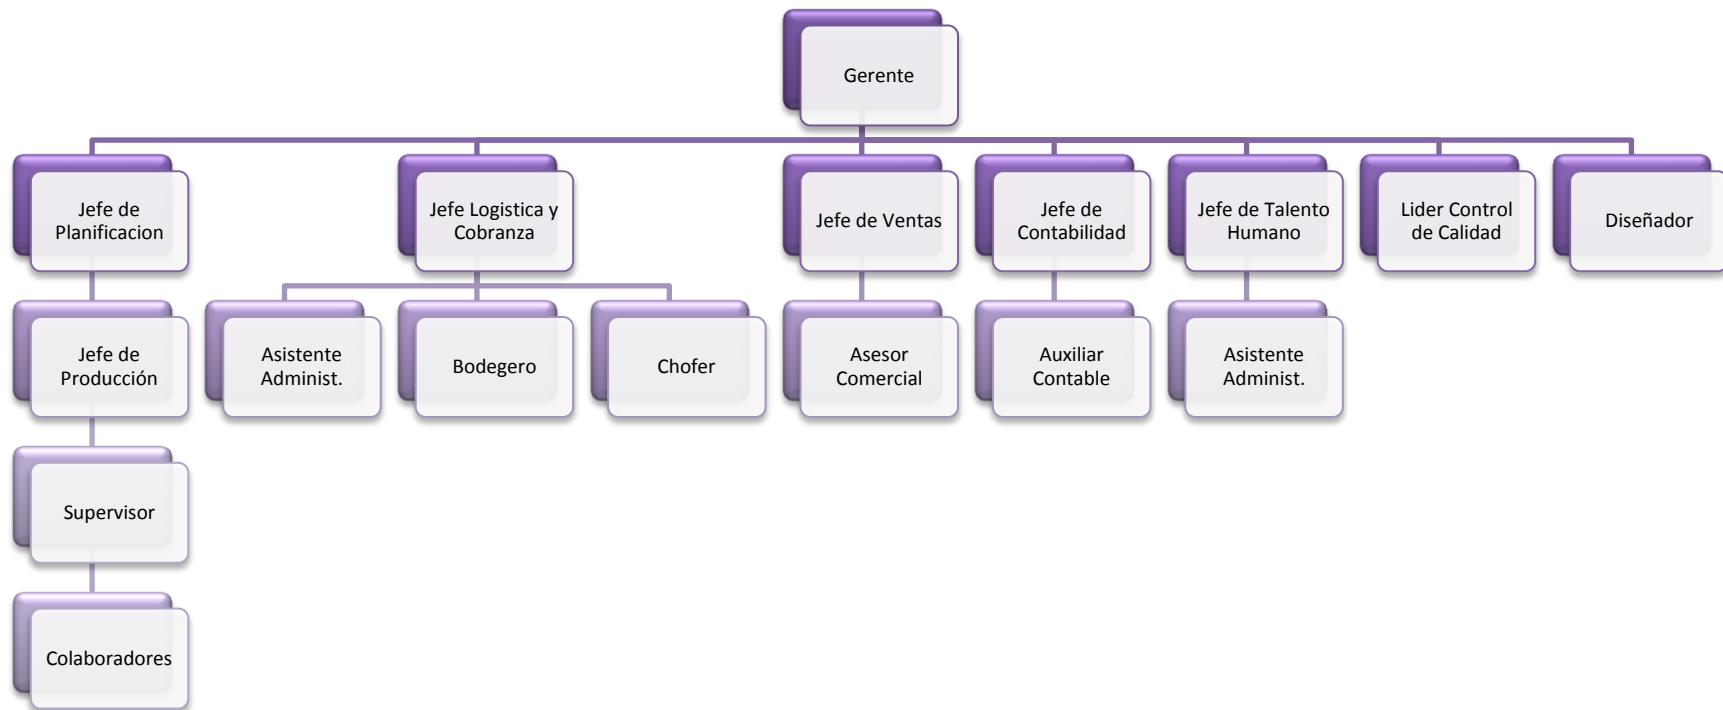 Gerente
Jefe de
Planificacion
Jefe Logistica y
Cobranza
Jefe de Ventas
Jefe de
Contabilidad
Jefe de Talento
Humano
Lider Control
de Calidad
Diseñador
Jefe de
Producción
Asistente
Administ.
Bodegero
Chofer
Asesor
Comercial
Auxiliar
Contable
Asistente
Administ.
Supervisor
Colaboradores